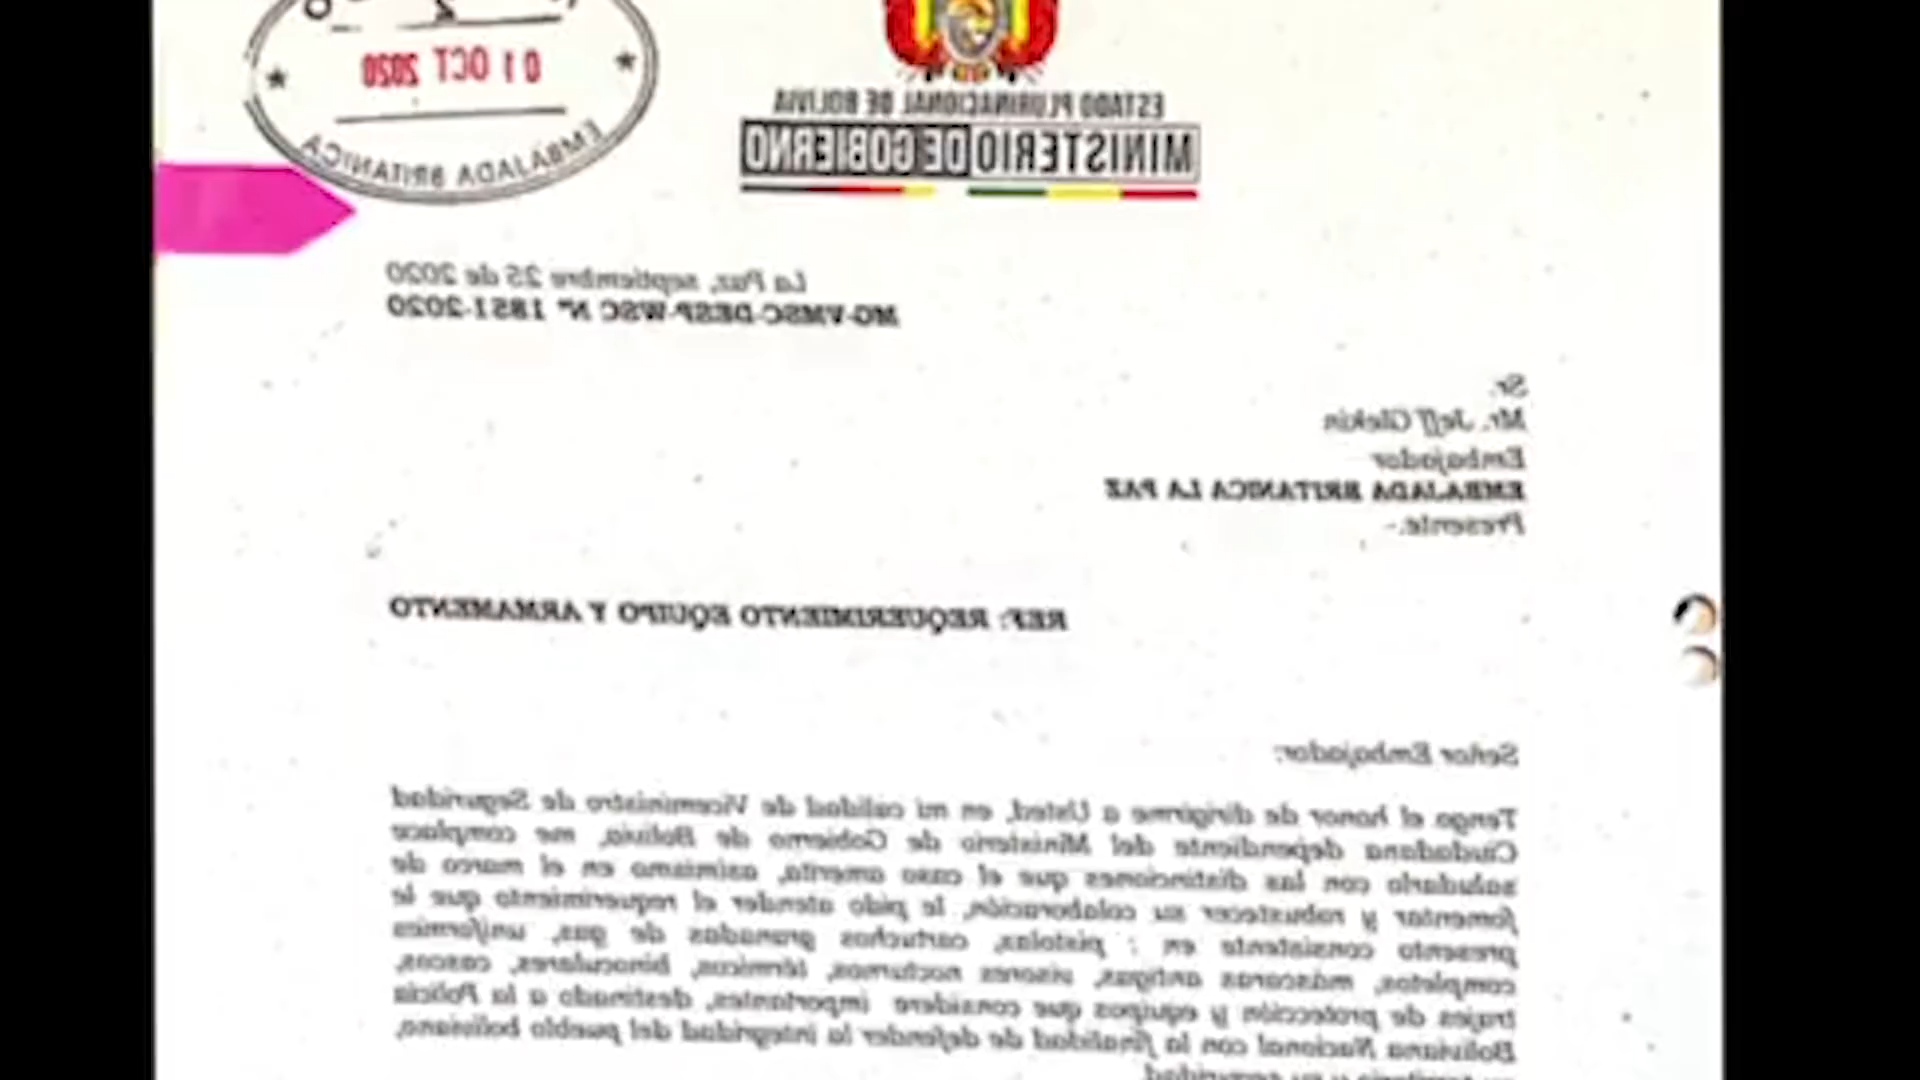 2
01 OCT 2020
EMBAJADA BRITANICA
ESTADO PLURINACIONAL DE BOLIVIA
MINISTERIO DE GOBIERNO
La Paz, septiembre 25 de 2020
MG-VMSC-DESP-WSC N° 1851-2020
Sr.
Mr. Jeff Glekin
Embajador
EMBAJADA BRITANICA LA PAZ
Presente.-
REF: REQUERIMIENTO EQUIPO Y ARMAMENTO
Señor Embajador:
Tengo el honor de dirigirme a Usted, en mi calidad de Viceministro de Seguridad
Ciudadana dependiente del Ministerio de Gobierno de Bolivia, me complace
saludarlo con las distinciones que el caso amerita, asimismo en el marco de
fomentar y robustecer su colaboración, le pido atender el requerimiento que le
presento consistente en : pistolas, cartuchos granadas de gas, uniformes
completos, máscaras antigas, visores nocturnos, térmicos, binoculares, cascos,
trajes de protección y equipos que considere importantes, destinado a la Policía
Boliviana Nacional con la finalidad de defender la integridad del pueblo boliviano,
su territorio y su seguridad.